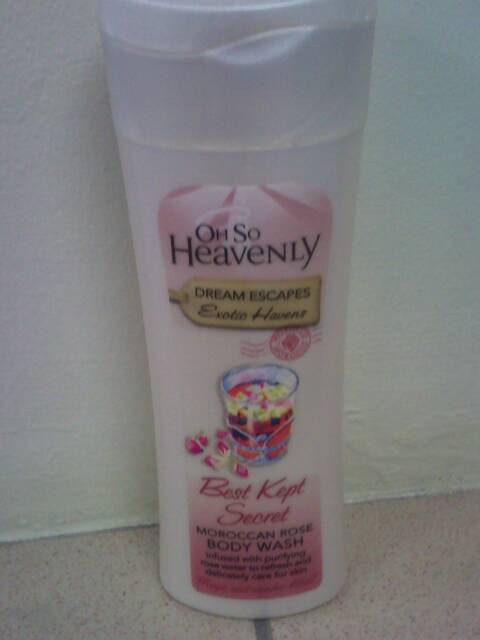 OH SO
HEAVENLY
DREAM ESCAPES
Exotic Havens
Best Kept
Secret
MOROCCAN ROSE
BODY WASH
infused with purifying
rose water to refresh and
delicately care for skin